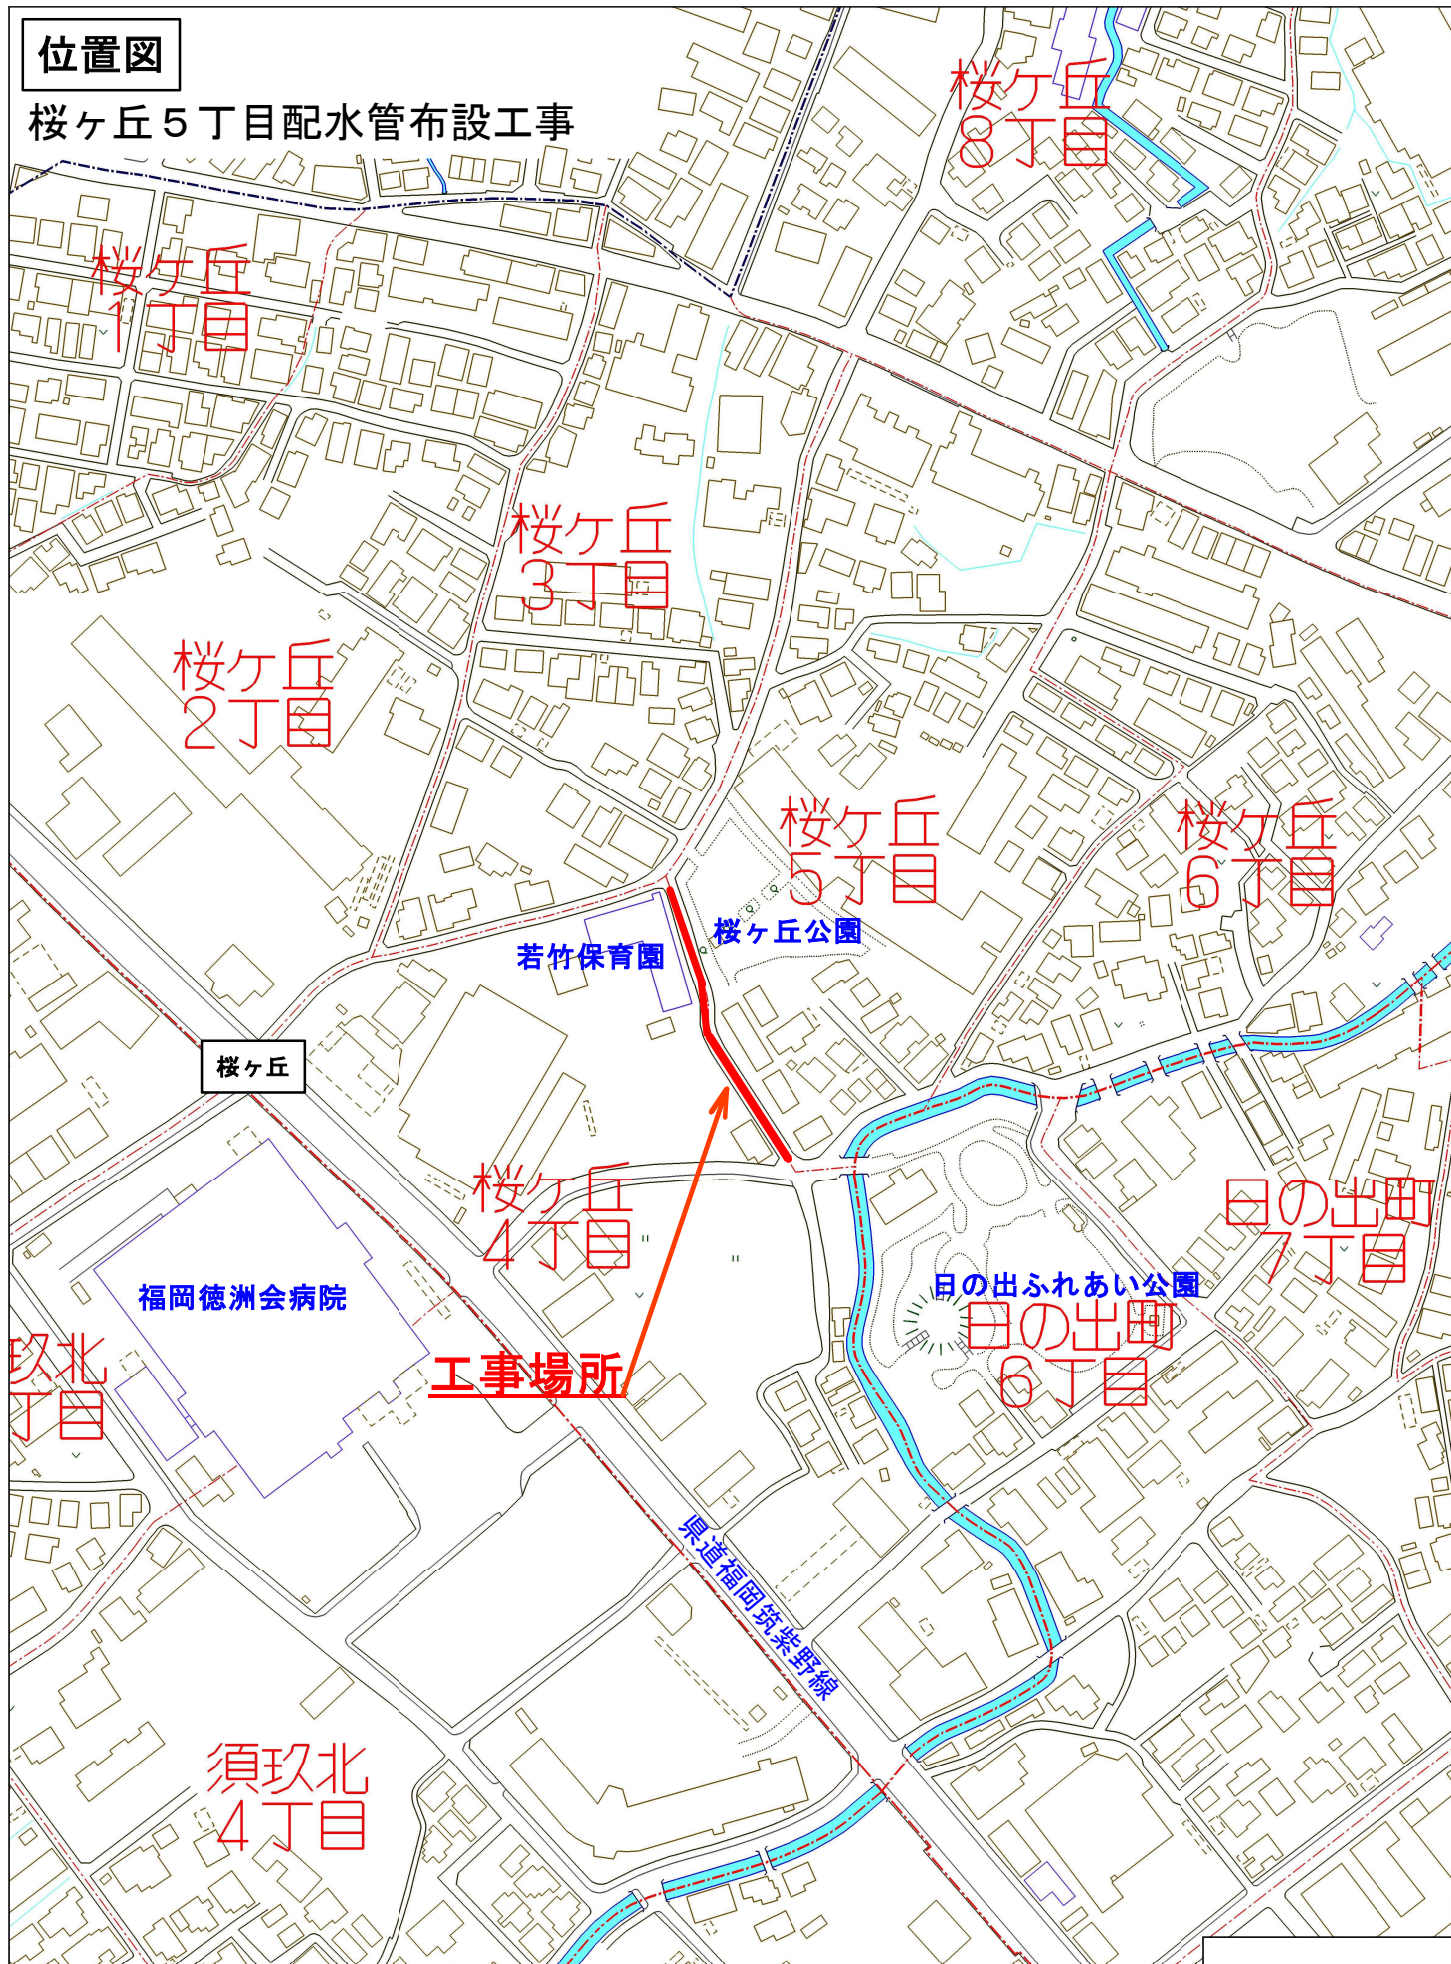 位置図
桜ヶ丘５丁目配水管布設工事
桜ケ丘
8丁目
桜ケ丘
1丁目
桜ケ丘
3丁目
桜ケ丘
2丁目
桜ケ丘
5丁目
桜ケ丘
6丁目
桜ヶ丘公園
若竹保育園
桜ヶ丘
桜ケ丘
4丁目
日の出町
7丁目
福岡徳洲会病院
日の出ふれあい公園
日の出町
6丁目
玖北
丁目
工事場所
県道福岡筑紫野線
須玖北
4丁目